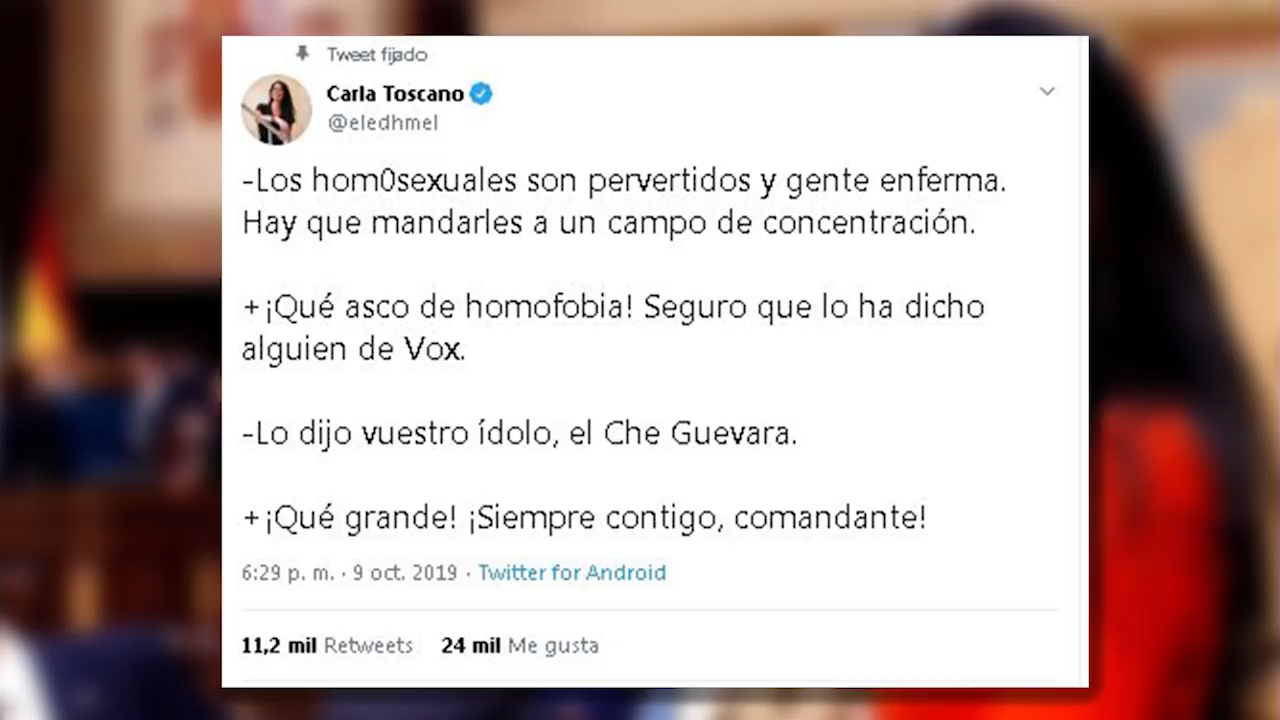 Tweet fijado
Carla Toscano
@eledhmel
-Los hom0sexuales son pervertidos y gente enferma.
Hay que mandarles a un campo de concentración.
+¡Qué asco de homofobia! Seguro que lo ha dicho
alguien de Vox.
-Lo dijo vuestro ídolo, el Che Guevara.
+¡Qué grande! ¡Siempre contigo, comandante!
6:29 p. m. · 9 oct. 2019 · Twitter for Android
11,2 mil Retweets 24 mil Me gusta